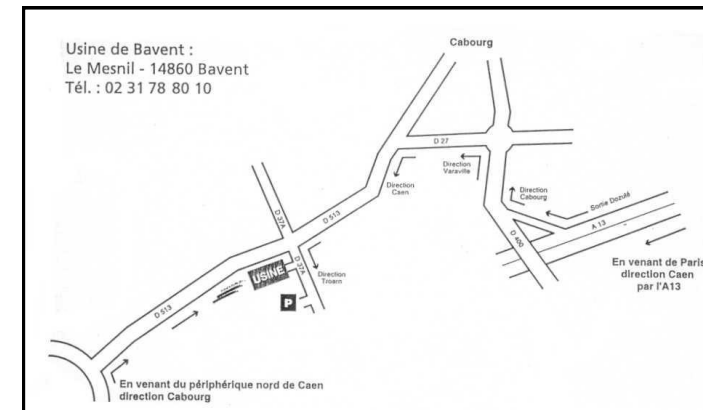 Usine de Bavent :
Le Mesnil - 14860 Bavent
Tél. : 02 31 78 80 10
Cabourg
D 27
Direction
Varaville
Direction
Caen
Direction
Cabourg
Sortie Dozulé
A 13
D 400
En venant de Paris
direction Caen
par l'A13
D 37A
D 513
D 37A
Direction
Troarn
USINE
P
D 513
En venant du périphérique nord de Caen
direction Cabourg